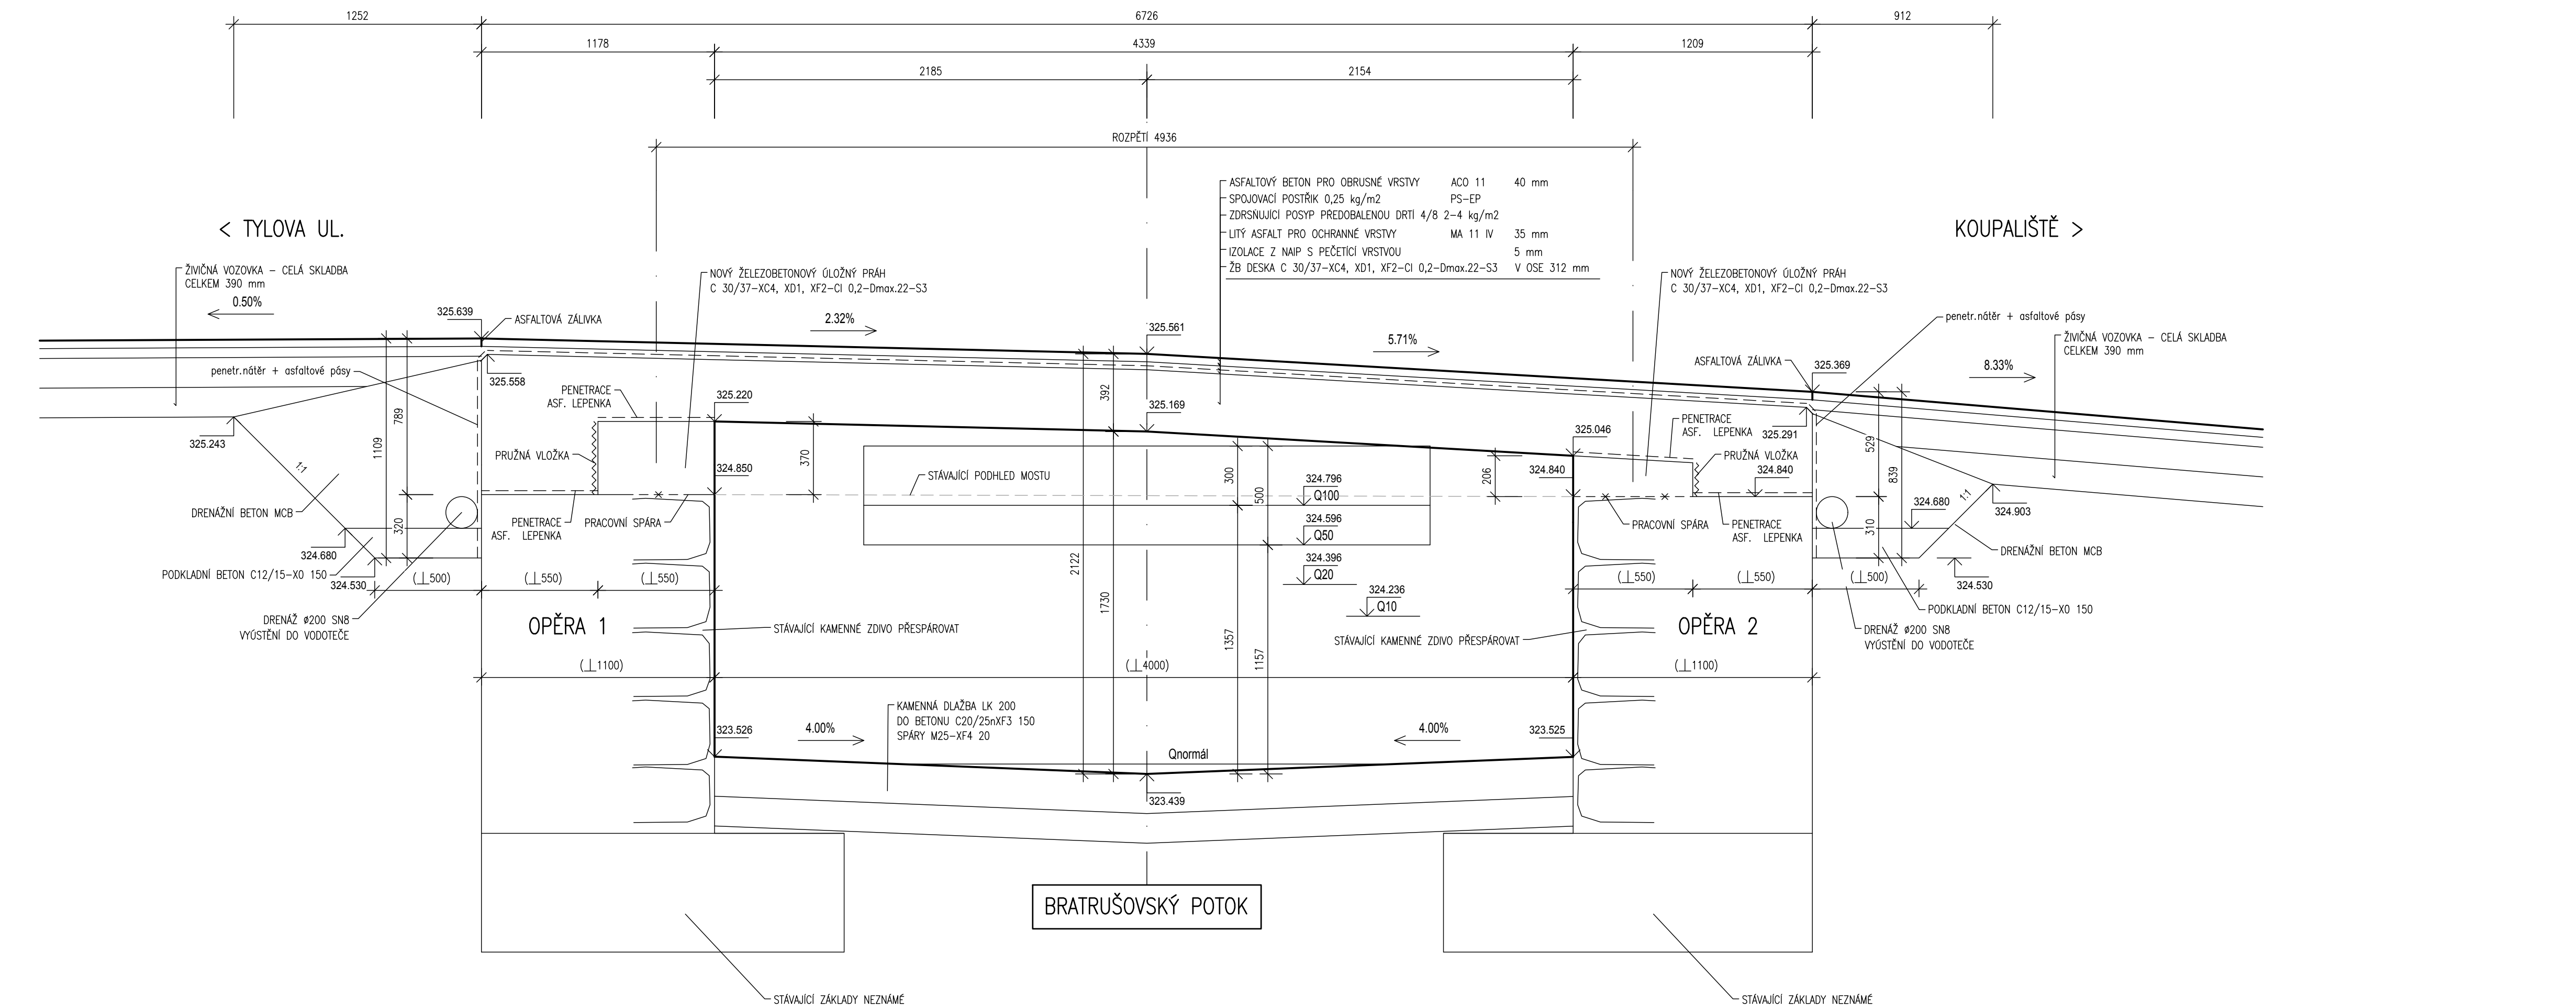 1252
6726
912
1178
4339
1209
2185
2154
ROZPĚTÍ 4936
ASFALTOVÝ BETON PRO OBRUSNÉ VRSTVY ACO 11 40 mm
SPOJOVACÍ POSTŘIK 0,25 kg/m2 PS-EP
ZDRSŇUJÍCÍ POSYP PŘEDOBALENOU DRTÍ 4/8 2-4 kg/m2
LITÝ ASFALT PRO OCHRANNÉ VRSTVY MA 11 IV 35 mm
IZOLACE Z NAIP S PEČETÍCÍ VRSTVOU 5 mm
ŽB DESKA C 30/37-XC4, XD1, XF2-Cl 0,2-Dmax.22-S3 V OSE 312 mm
< TYLOVA UL.
KOUPALIŠTĚ >
ŽIVIČNÁ VOZOVKA - CELÁ SKLADBA
CELKEM 390 mm
0.50%
NOVÝ ŽELEZOBETONOVÝ ÚLOŽNÝ PRÁH
C 30/37-XC4, XD1, XF2-Cl 0,2-Dmax.22-S3
NOVÝ ŽELEZOBETONOVÝ ÚLOŽNÝ PRÁH
C 30/37-XC4, XD1, XF2-Cl 0,2-Dmax.22-S3
325.639
ASFALTOVÁ ZÁLIVKA
2.32%
325.561
5.71%
penetr.nátěr + asfaltové pásy
ŽIVIČNÁ VOZOVKA - CELÁ SKLADBA
CELKEM 390 mm
ASFALTOVÁ ZÁLIVKA
325.369
8.33%
penetr.nátěr + asfaltové pásy
325.558
PENETRACE
ASF. LEPENKA
325.220
392
325.169
325.046
PENETRACE
ASF. LEPENKA
325.291
325.243
789
1109
320
1:1
PRUŽNÁ VLOŽKA
324.850
370
STÁVAJÍCÍ PODHLED MOSTU
300
500
324.796
Q100
206
324.840
PRUŽNÁ VLOŽKA
324.840
529
839
310
324.680
1:1
324.903
DRENÁŽNÍ BETON MCB
PENETRACE
ASF. LEPENKA
PRACOVNÍ SPÁRA
324.596
Q50
PRACOVNÍ SPÁRA
PENETRACE
ASF. LEPENKA
DRENÁŽNÍ BETON MCB
324.680
324.396
Q20
PODKLADNÍ BETON C12/15-X0 150
324.530
(⊥500)
(⊥550)
(⊥550)
2122
1730
324.236
Q10
(⊥550)
(⊥550)
(⊥500)
324.530
PODKLADNÍ BETON C12/15-X0 150
DRENÁŽ ø200 SN8
VYÚSTĚNÍ DO VODOTEČE
OPĚRA 1
STÁVAJÍCÍ KAMENNÉ ZDIVO PŘESPÁROVAT
1357
1157
STÁVAJÍCÍ KAMENNÉ ZDIVO PŘESPÁROVAT
OPĚRA 2
DRENÁŽ ø200 SN8
VYÚSTĚNÍ DO VODOTEČE
(⊥1100)
(⊥4000)
(⊥1100)
KAMENNÁ DLAŽBA LK 200
DO BETONU C20/25nXF3 150
SPÁRY M25-XF4 20
323.526
4.00%
4.00%
323.525
Qnormál
323.439
BRATRUŠOVSKÝ POTOK
STÁVAJÍCÍ ZÁKLADY NEZNÁMÉ
STÁVAJÍCÍ ZÁKLADY NEZNÁMÉ